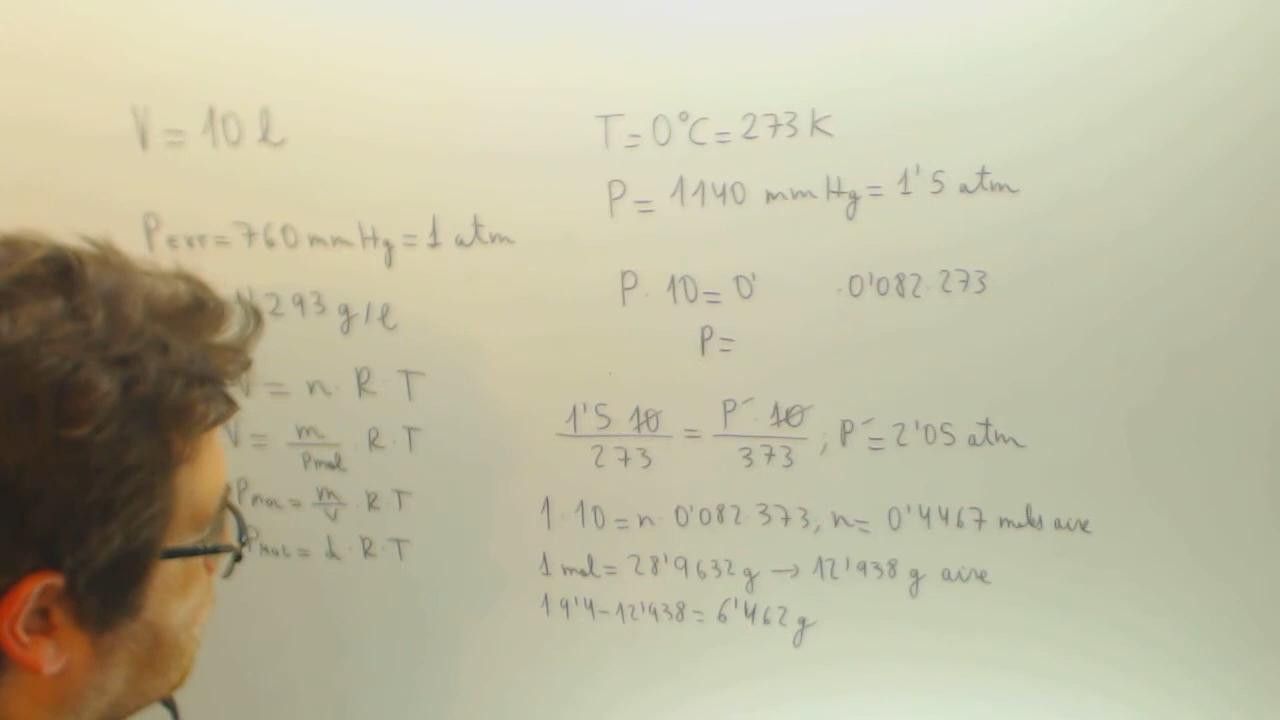 V = 10 l
Pext = 760 mmHg = 1 atm
1'293 g/l
V = n · R · T
V = m/Pmol · R · T
Pmol = m/V · R · T
Pmol = d · R · T
T = 0°C = 273 K
P = 1140 mmHg = 1'5 atm
P · 10 = 0' · 0'082 · 273
P =
1'5 · 10 / 273 = P´ · 10 / 373 ; P´ = 2'05 atm
1 · 10 = n · 0'082 · 373, n = 0'4467 mols aire
1 mol = 28'9632 g → 12'938 g aire
19'4 - 12'938 = 6'462 g